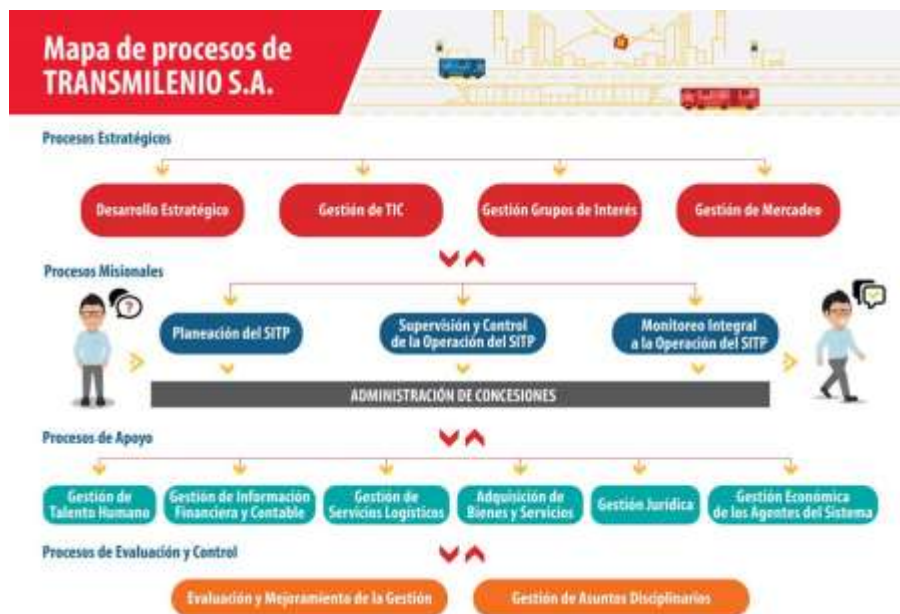 Mapa de procesos de
TRANSMILENIO S.A.
Procesos Estratégicos
Desarrollo Estratégico
Gestión de TIC
Gestión Grupos de Interés
Gestión de Mercadeo
Procesos Misionales
?
Planeación del SITP
Supervisión y Control
de la Operación del SITP
Monitoreo Integral
a la Operación del SITP
ADMINISTRACIÓN DE CONCESIONES
Procesos de Apoyo
Gestión de
Talento Humano
Gestión de Información
Financiera y Contable
Gestión de
Servicios Logísticos
Adquisición de
Bienes y Servicios
Gestión Jurídica
Gestión Económica
de los Agentes del Sistema
Procesos de Evaluación y Control
Evaluación y Mejoramiento de la Gestión
Gestión de Asuntos Disciplinarios